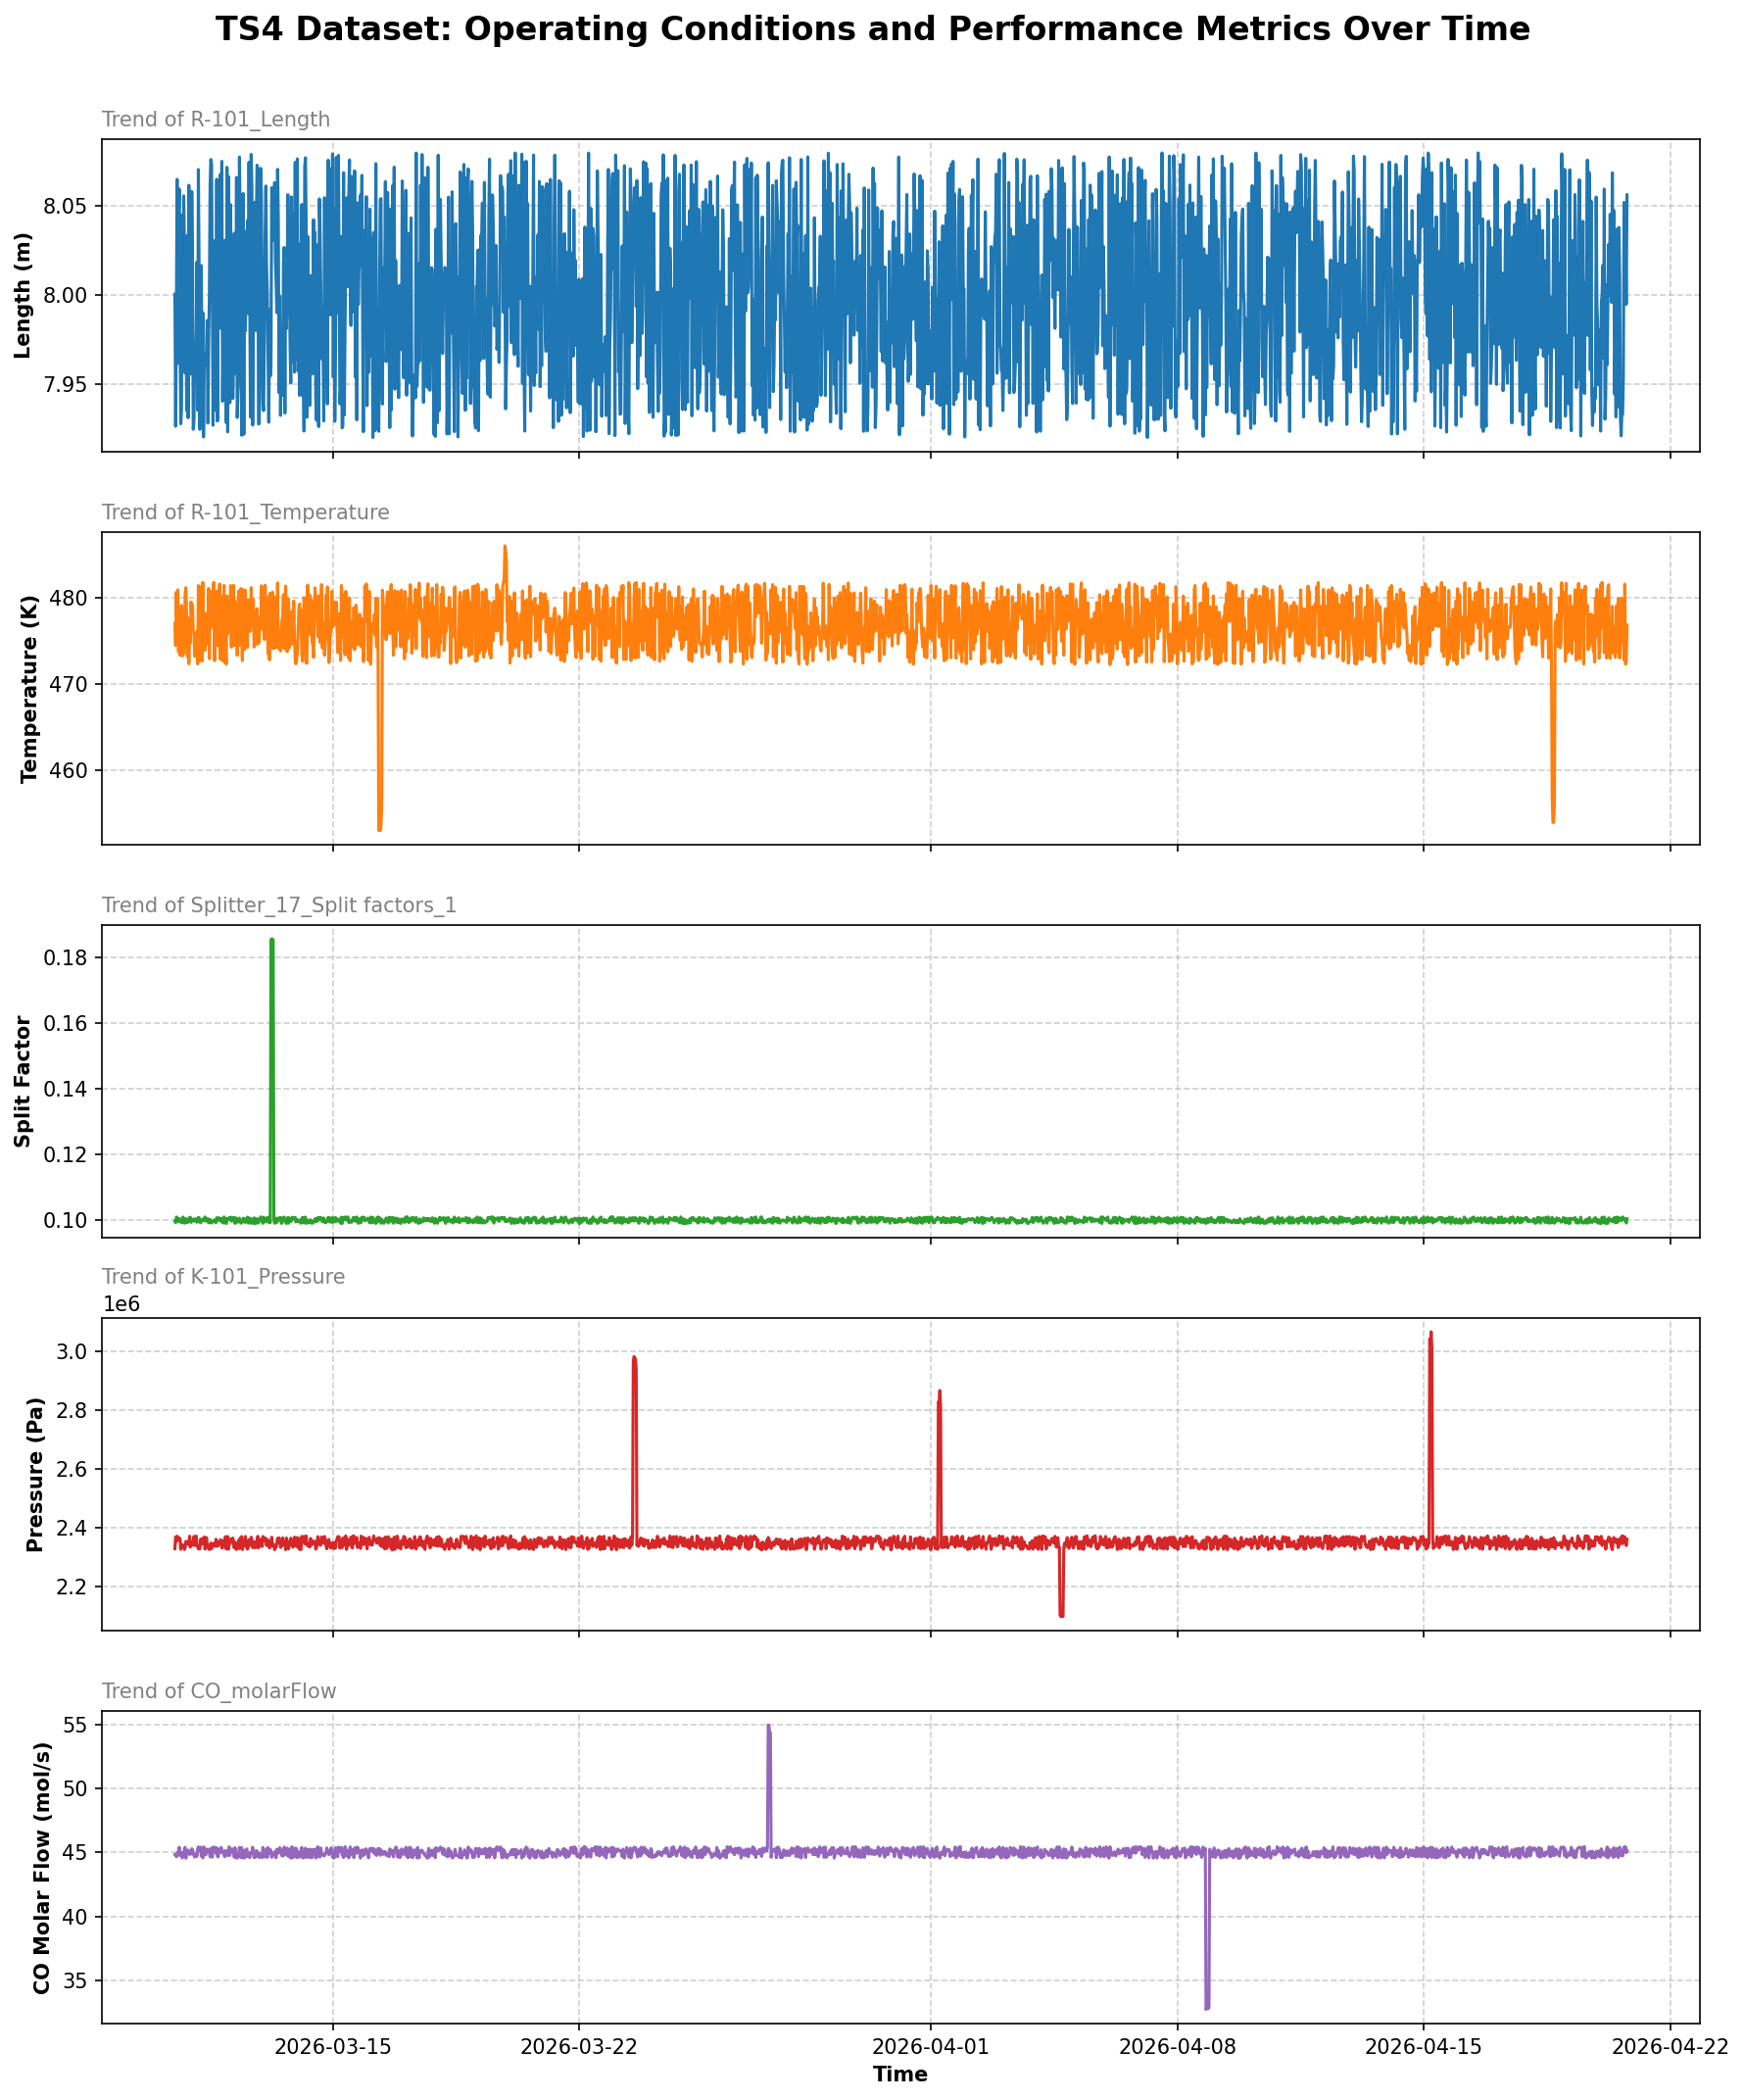 TS4 Dataset: Operating Conditions and Performance Metrics Over Time
Trend of R-101_Length
Length (m)
8.05
8.00
7.95
Trend of R-101_Temperature
Temperature (K)
480
470
460
Trend of Splitter_17_Split factors_1
Split Factor
0.18
0.16
0.14
0.12
0.10
Trend of K-101_Pressure
1e6
Pressure (Pa)
3.0
2.8
2.6
2.4
2.2
Trend of CO_molarFlow
CO Molar Flow (mol/s)
55
50
45
40
35
2026-03-15 2026-03-22 2026-04-01 2026-04-08 2026-04-15 2026-04-22
Time